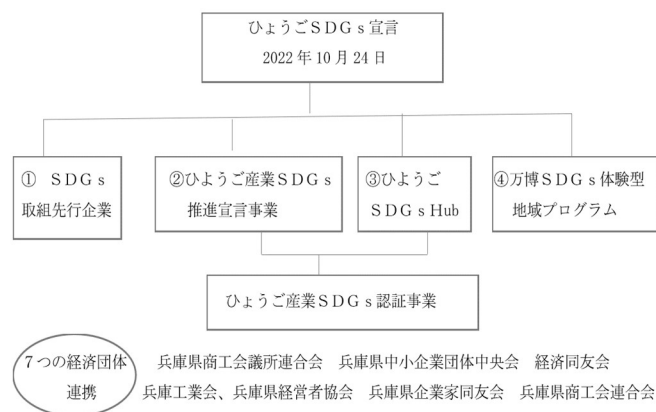 ひょうごＳＤＧｓ宣言
2022年10月24日
① ＳＤＧｓ
取組先行企業
②ひょうご産業ＳＤＧｓ
推進宣言事業
③ひょうご
ＳＤＧｓHub
④万博ＳＤＧｓ体験型
地域プログラム
ひょうご産業ＳＤＧｓ認証事業
７つの経済団体
連携
兵庫県商工会議所連合会　兵庫県中小企業団体中央会　経済同友会
兵庫工業会、兵庫県経営者協会　兵庫県企業家同友会　兵庫県商工会連合会